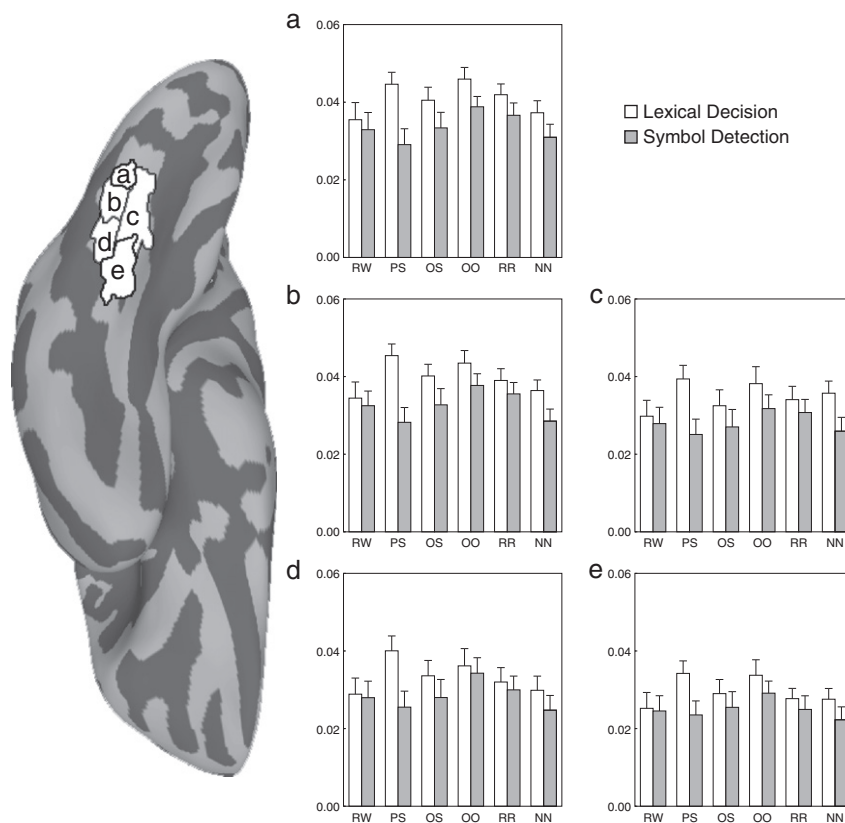 a
0.06
0.04
0.02
0.00
RW PS OS OO RR NN
Lexical Decision
Symbol Detection
a
b
c
d
e
b
0.06
0.04
0.02
0.00
RW PS OS OO RR NN
c
0.06
0.04
0.02
0.00
RW PS OS OO RR NN
d
0.06
0.04
0.02
0.00
RW PS OS OO RR NN
e
0.06
0.04
0.02
0.00
RW PS OS OO RR NN